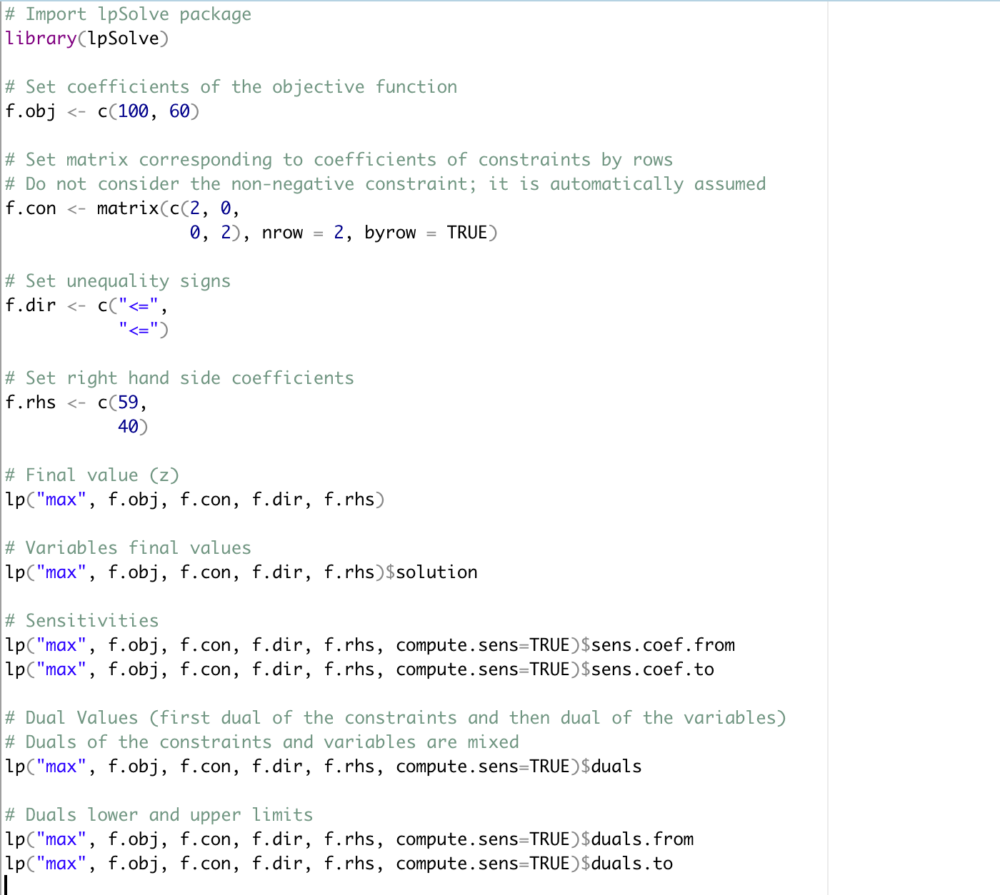 # Import lpSolve package
library(lpSolve)

# Set coefficients of the objective function
f.obj <- c(100, 60)

# Set matrix corresponding to coefficients of constraints by rows
# Do not consider the non-negative constraint; it is automatically assumed
f.con <- matrix(c(2, 0,
                  0, 2), nrow = 2, byrow = TRUE)

# Set unequality signs
f.dir <- c("<=",
           "<=")

# Set right hand side coefficients
f.rhs <- c(59,
           40)

# Final value (z)
lp("max", f.obj, f.con, f.dir, f.rhs)

# Variables final values
lp("max", f.obj, f.con, f.dir, f.rhs)$solution

# Sensitivities
lp("max", f.obj, f.con, f.dir, f.rhs, compute.sens=TRUE)$sens.coef.from
lp("max", f.obj, f.con, f.dir, f.rhs, compute.sens=TRUE)$sens.coef.to

# Dual Values (first dual of the constraints and then dual of the variables)
# Duals of the constraints and variables are mixed
lp("max", f.obj, f.con, f.dir, f.rhs, compute.sens=TRUE)$duals

# Duals lower and upper limits
lp("max", f.obj, f.con, f.dir, f.rhs, compute.sens=TRUE)$duals.from
lp("max", f.obj, f.con, f.dir, f.rhs, compute.sens=TRUE)$duals.to